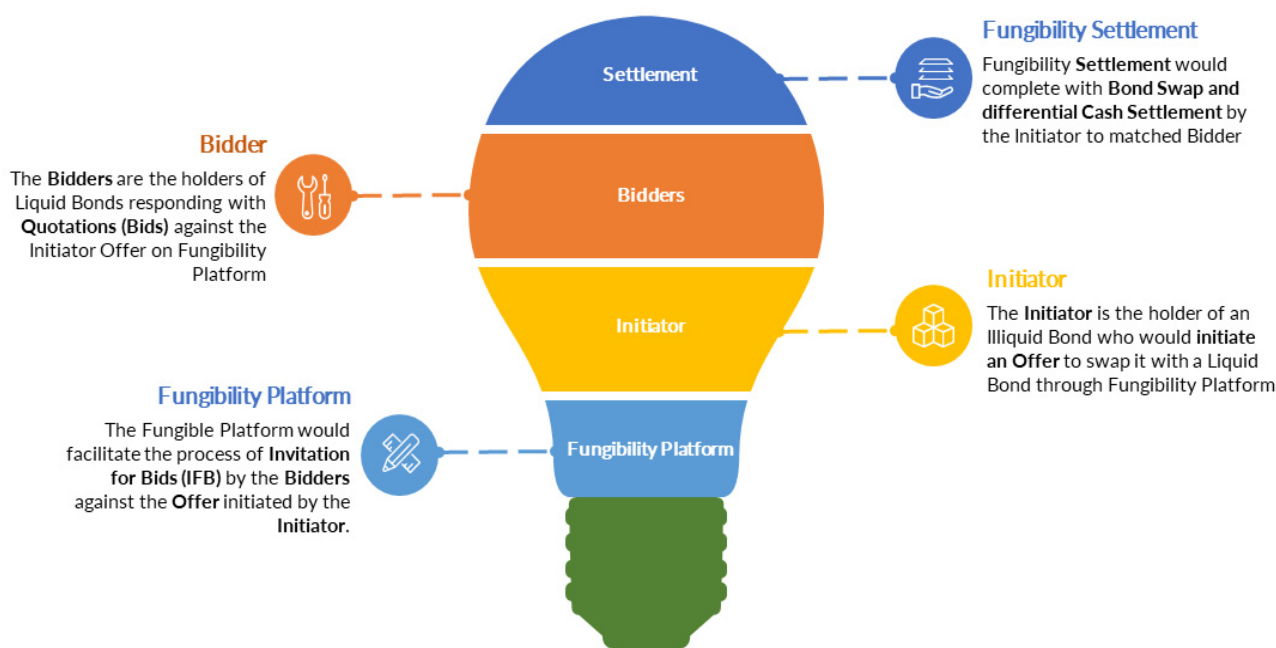 Fungibility Settlement
Fungibility Settlement would
complete with Bond Swap and
differential Cash Settlement by
the Initiator to matched Bidder
Settlement
Bidder
The Bidders are the holders of
Liquid Bonds responding with
Quotations (Bids) against the
Initiator Offer on Fungibility
Platform
Bidders
Initiator
The Initiator is the holder of an
Illiquid Bond who would initiate
an Offer to swap it with a Liquid
Bond through Fungibility Platform
Initiator
Fungibility Platform
The Fungible Platform would
facilitate the process of Invitation
for Bids (IFB) by the Bidders
against the Offer initiated by the
Initiator.
Fungibility Platform